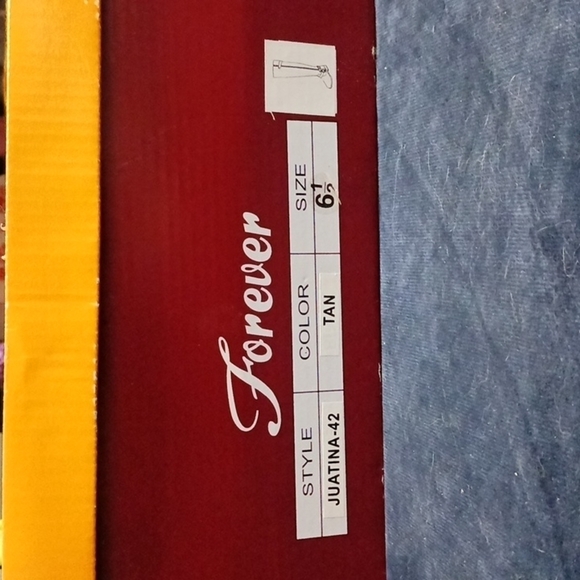 Forever
STYLE COLOR SIZE
JUATINA-42 TAN 6½